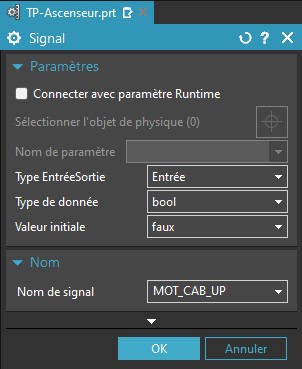 TP-Ascenseur.prt
Signal
Paramètres
Connecter avec paramètre Runtime
Sélectionner l'objet de physique (0)
Nom de paramètre
Type EntréeSortie Entrée
Type de donnée bool
Valeur initiale faux
Nom
Nom de signal MOT_CAB_UP
OK Annuler